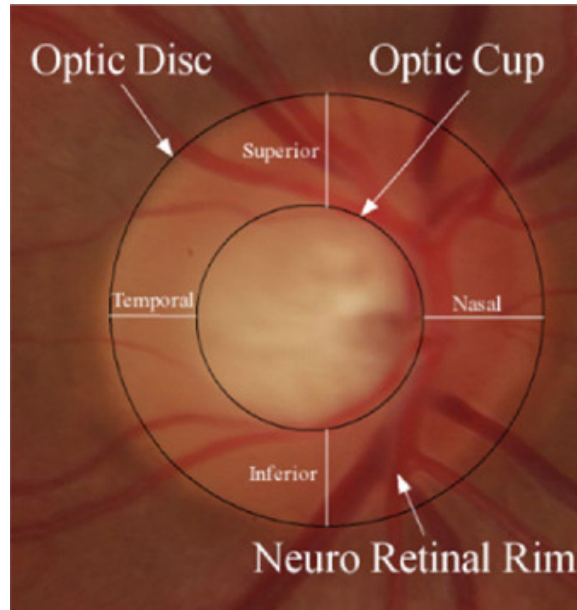 Optic Disc
Optic Cup
Superior
Temporal
Nasal
Inferior
Neuro Retinal Rim